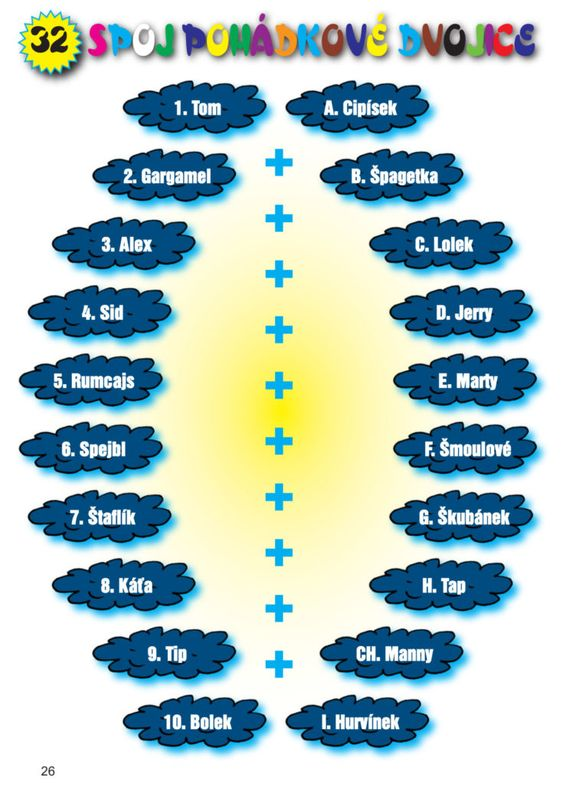 32 SPOJ POHÁDKOVÉ DVOJICE
1. Tom
A. Cipísek
2. Gargamel
B. Špagetka
3. Alex
C. Lolek
4. Sid
D. Jerry
5. Rumcajs
E. Marty
6. Spejbl
F. Šmoulové
7. Štaflík
G. Škubánek
8. Káťa
H. Tap
9. Tip
CH. Manny
10. Bolek
I. Hurvínek
26